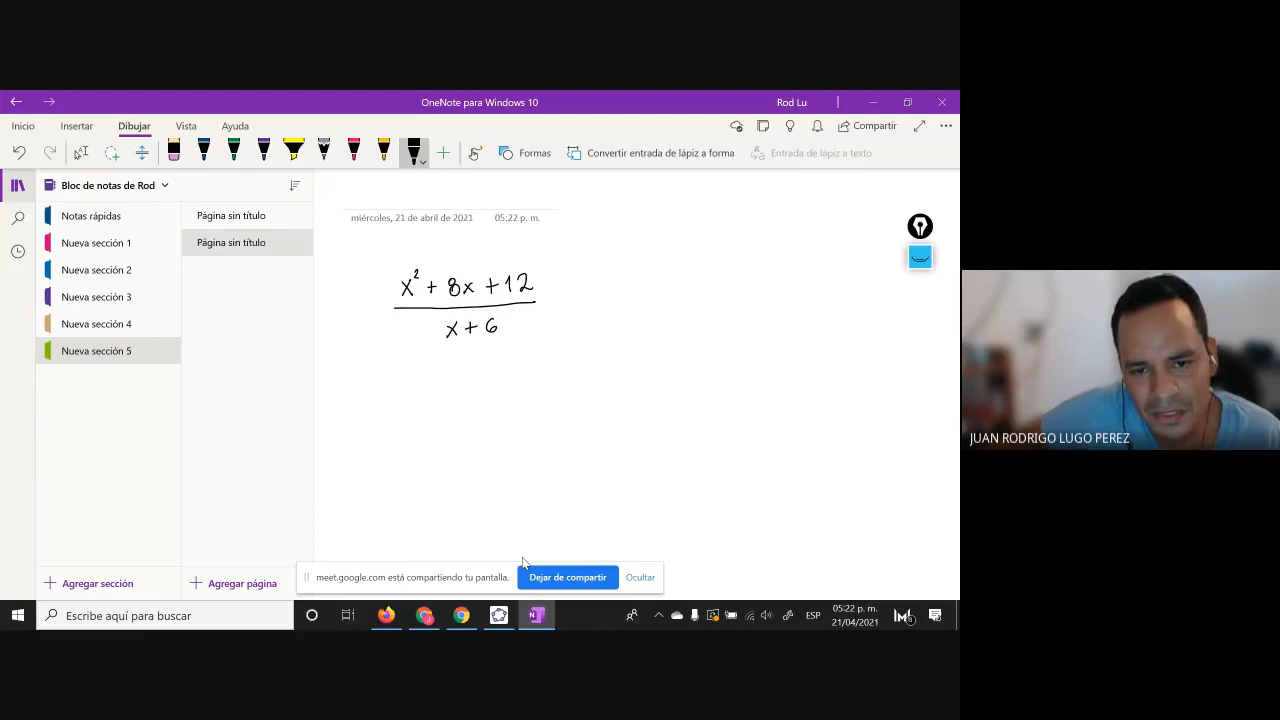 OneNote para Windows 10
Rod Lu
Inicio Insertar Dibujar Vista Ayuda
Compartir
Formas Convertir entrada de lápiz a forma Entrada de lápiz a texto
Bloc de notas de Rod
Notas rápidas
Nueva sección 1
Nueva sección 2
Nueva sección 3
Nueva sección 4
Nueva sección 5
Página sin título
Página sin título
miércoles, 21 de abril de 2021 05:22 p. m.
x² + 8x + 12
x + 6
JUAN RODRIGO LUGO PEREZ
Agregar sección
Agregar página
meet.google.com está compartiendo tu pantalla. Dejar de compartir Ocultar
Escribe aquí para buscar
ESP
05:22 p. m.
21/04/2021